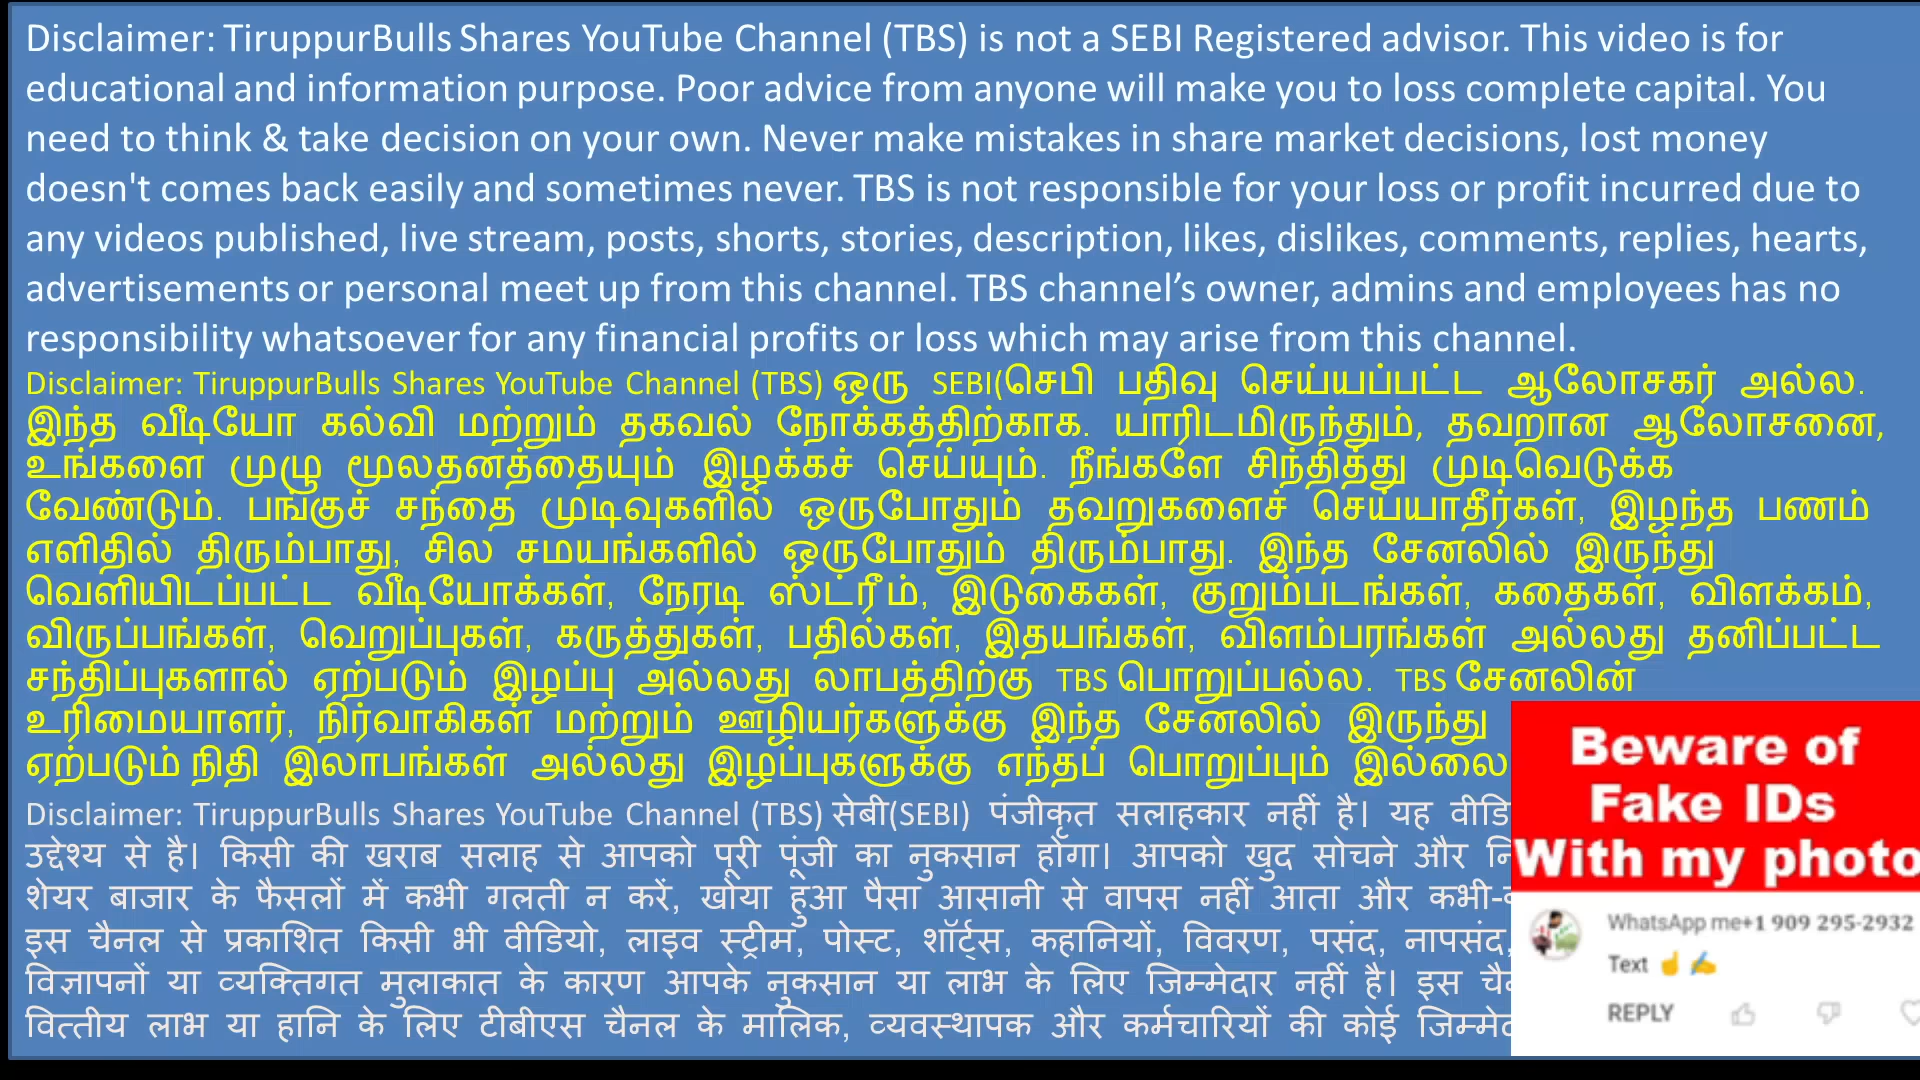 Disclaimer: TiruppurBulls Shares YouTube Channel (TBS) is not a SEBI Registered advisor. This video is for
educational and information purpose. Poor advice from anyone will make you to loss complete capital. You
need to think & take decision on your own. Never make mistakes in share market decisions, lost money
doesn't comes back easily and sometimes never. TBS is not responsible for your loss or profit incurred due to
any videos published, live stream, posts, shorts, stories, description, likes, dislikes, comments, replies, hearts,
advertisements or personal meet up from this channel. TBS channel’s owner, admins and employees has no
responsibility whatsoever for any financial profits or loss which may arise from this channel.
Disclaimer: TiruppurBulls Shares YouTube Channel (TBS) ஒரு SEBI(செபி பதிவு செய்யப்பட்ட ஆலோசகர் அல்ல.
இந்த வீடியோ கல்வி மற்றும் தகவல் நோக்கத்திற்காக. யாரிடமிருந்தும், தவறான ஆலோசனை,
உங்களை முழு மூலதனத்தையும் இழக்கச் செய்யும். நீங்களே சிந்தித்து முடிவெடுக்க
வேண்டும். பங்குச் சந்தை முடிவுகளில் ஒருபோதும் தவறுகளைச் செய்யாதீர்கள், இழந்த பணம்
எளிதில் திரும்பாது, சில சமயங்களில் ஒருபோதும் திரும்பாது. இந்த சேனலில் இருந்து
வெளியிடப்பட்ட வீடியோக்கள், நேரடி ஸ்ட்ரீம், இடுகைகள், குறும்படங்கள், கதைகள், விளக்கம்,
விருப்பங்கள், வெறுப்புகள், கருத்துகள், பதில்கள், இதயங்கள், விளம்பரங்கள் அல்லது தனிப்பட்ட
சந்திப்புகளால் ஏற்படும் இழப்பு அல்லது லாபத்திற்கு TBS பொறுப்பல்ல. TBS சேனலின்
உரிமையாளர், நிர்வாகிகள் மற்றும் ஊழியர்களுக்கு இந்த சேனலில் இருந்து
ஏற்படும் நிதி இலாபங்கள் அல்லது இழப்புகளுக்கு எந்தப் பொறுப்பும் இல்லை
Disclaimer: TiruppurBulls Shares YouTube Channel (TBS) सेबी(SEBI) पंजीकृत सलाहकार नहीं है। यह
उद्देश्य से है। किसी की खराब सलाह से आपको पूरी पूंजी का नुकसान होगा। आपको खुद सोचने और
शेयर बाजार के फैसलों में कभी गलती न करें, खोया हुआ पैसा आसानी से वापस नहीं आता और कभी-
इस चैनल से प्रकाशित किसी भी वीडियो, लाइव स्ट्रीम, पोस्ट, शॉर्ट्स, कहानियों, विवरण, पसंद, नापसंद,
विज्ञापनों या व्यक्तिगत मुलाकात के कारण आपके नुकसान या लाभ के लिए जिम्मेदार नहीं है। इस
वित्तीय लाभ या हानि के लिए टीबीएस चैनल के मालिक, व्यवस्थापक और कर्मचारियों की कोई
Beware of
Fake IDs
With my photo
WhatsApp me+1 909 295-2932
Text ☝️✍️
REPLY